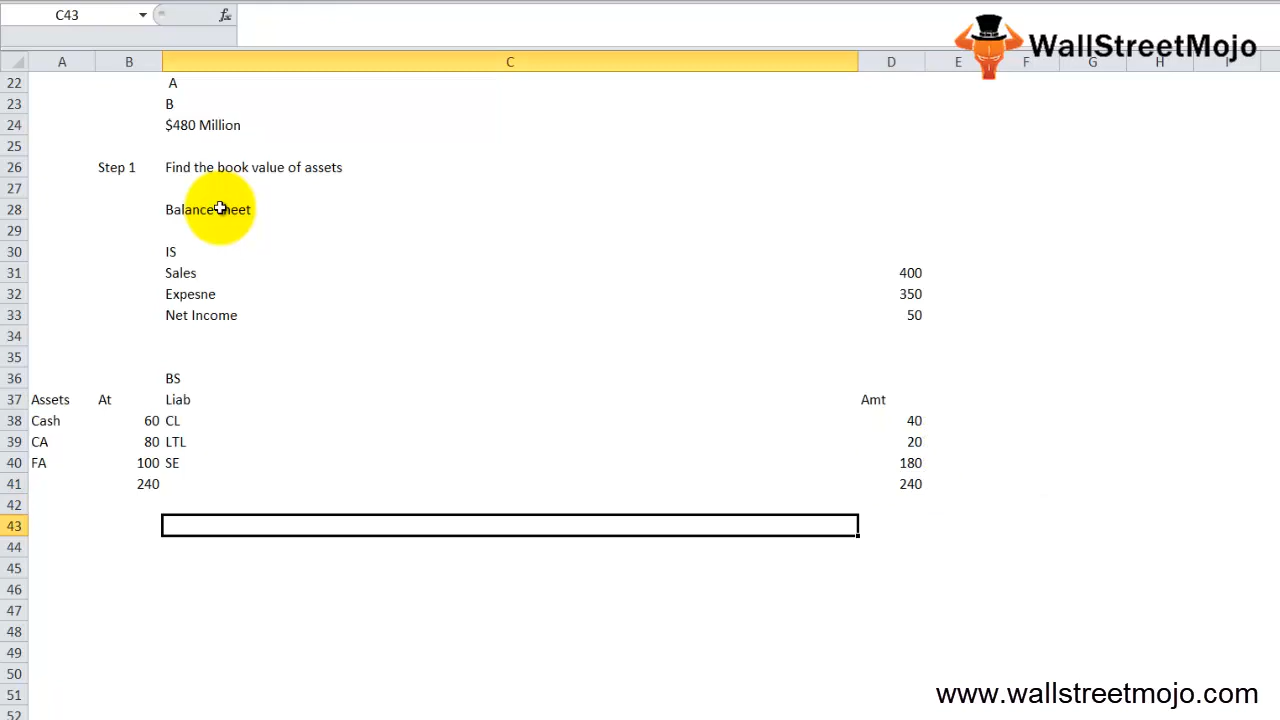 C43 fx
WallStreetMojo
A B C D E F G H I
22 A
23 B
24 $480 Million
25
26 Step 1 Find the book value of assets
27
28 Balance sheet
29
30 IS
31 Sales 400
32 Expesne 350
33 Net Income 50
34
35
36 BS
37 Assets At Liab Amt
38 Cash 60 CL 40
39 CA 80 LTL 20
40 FA 100 SE 180
41 240 240
42
43
44
45
46
47
48
49
50
51
52
www.wallstreetmojo.com